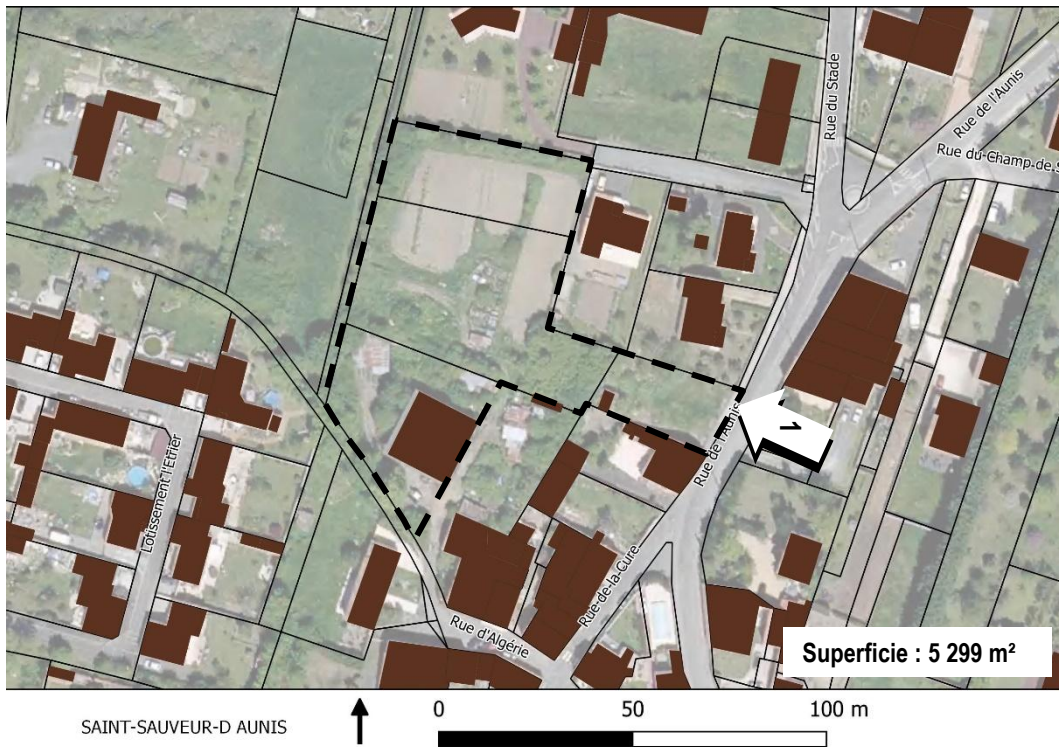 Rue du Stade
Rue de l'Aunis
Rue du Champ de S
Rue de l'Aunis
1
Lotissement l'Etrier
Rue-de-la-Cure
Rue d'Algérie
Superficie : 5 299 m²
SAINT-SAUVEUR-D AUNIS
0 50 100 m